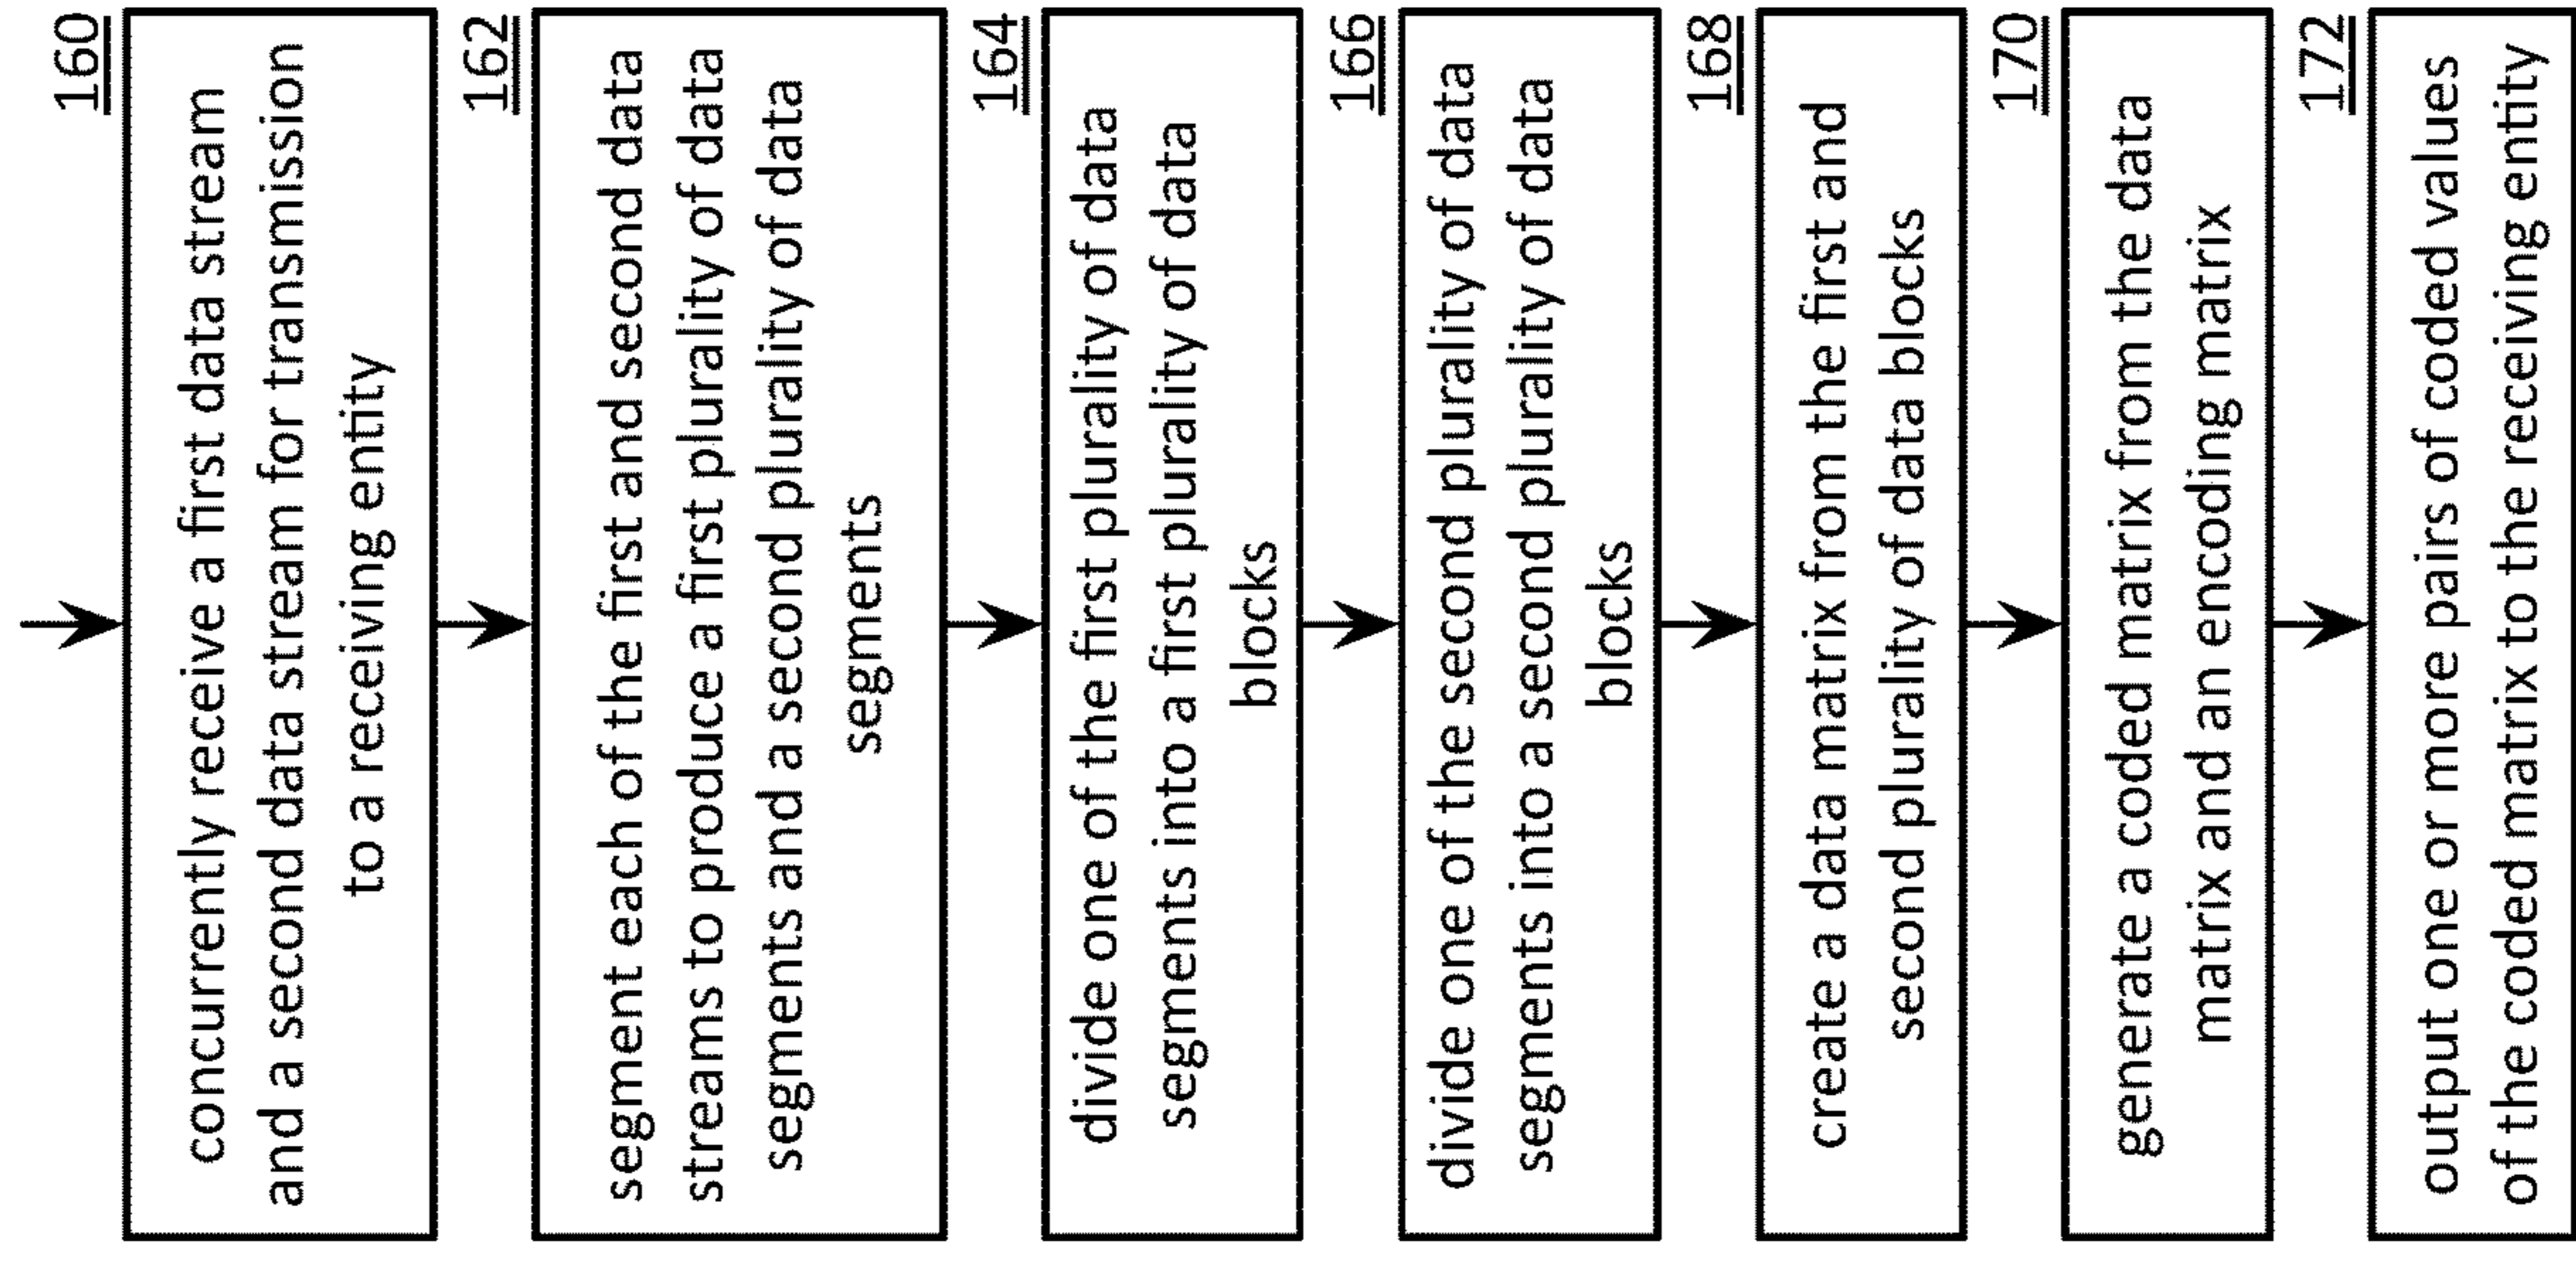 160
concurrently receive a first data stream
and a second data stream for transmission
to a receiving entity
162
segment each of the first and second data
streams to produce a first plurality of data
segments and a second plurality of data
segments
164
divide one of the first plurality of data
segments into a first plurality of data
blocks
166
divide one of the second plurality of data
segments into a second plurality of data
blocks
168
create a data matrix from the first and
second plurality of data blocks
170
generate a coded matrix from the data
matrix and an encoding matrix
172
output one or more pairs of coded values
of the coded matrix to the receiving entity